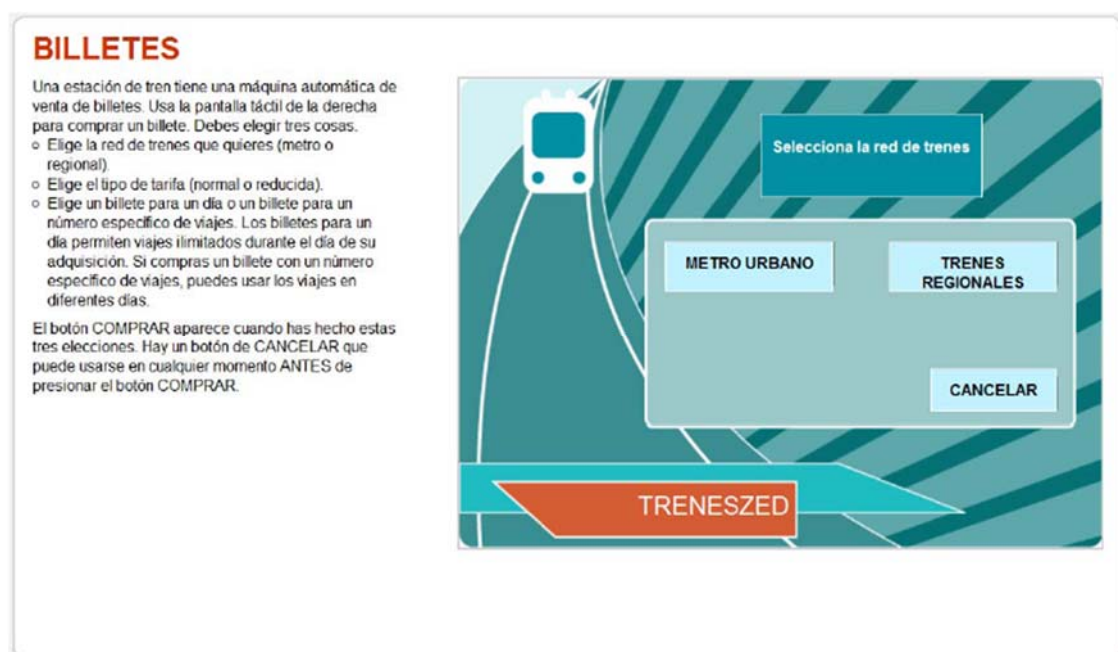 BILLETES
Una estación de tren tiene una máquina automática de
venta de billetes. Usa la pantalla táctil de la derecha
para comprar un billete. Debes elegir tres cosas.
○ Elige la red de trenes que quieres (metro o
regional).
○ Elige el tipo de tarifa (normal o reducida).
○ Elige un billete para un día o un billete para un
número específico de viajes. Los billetes para un
día permiten viajes ilimitados durante el día de su
adquisición. Si compras un billete con un número
específico de viajes, puedes usar los viajes en
diferentes días.
El botón COMPRAR aparece cuando has hecho estas
tres elecciones. Hay un botón de CANCELAR que
puede usarse en cualquier momento ANTES de
presionar el botón COMPRAR.
Selecciona la red de trenes
METRO URBANO
TRENES
REGIONALES
CANCELAR
TRENESZED